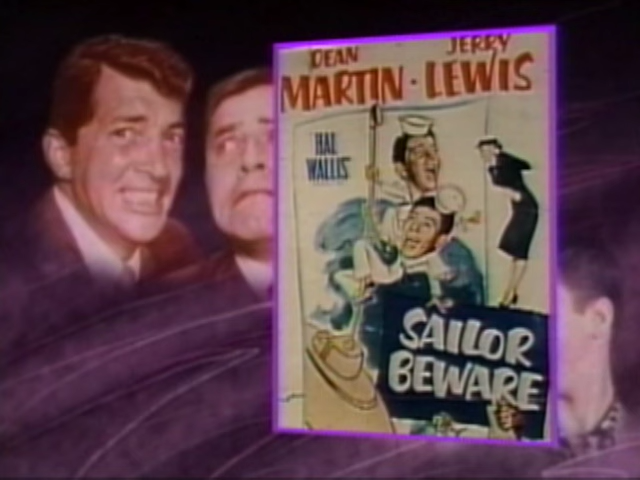 DEAN JERRY
MARTIN · LEWIS
HAL
WALLIS'
SAILOR
BEWARE